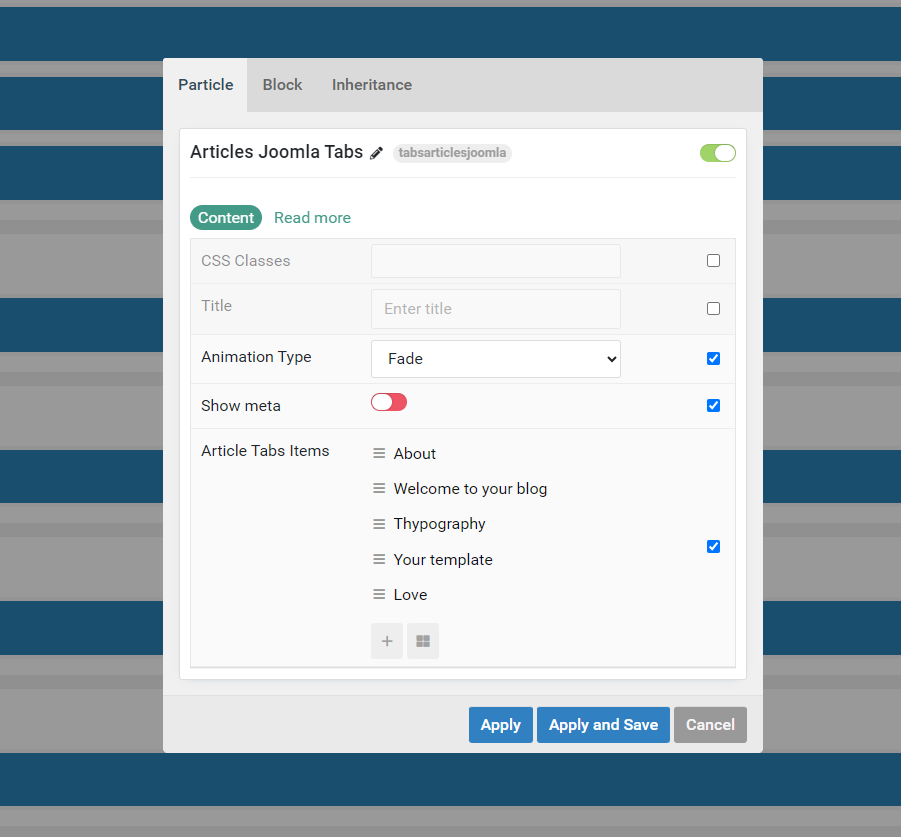 Particle Block Inheritance
Articles Joomla Tabs tabsarticlesjoomla
Content Read more
CSS Classes
Title Enter title
Animation Type Fade
Show meta
Article Tabs Items About
Welcome to your blog
Thypography
Your template
Love
+
Apply Apply and Save Cancel